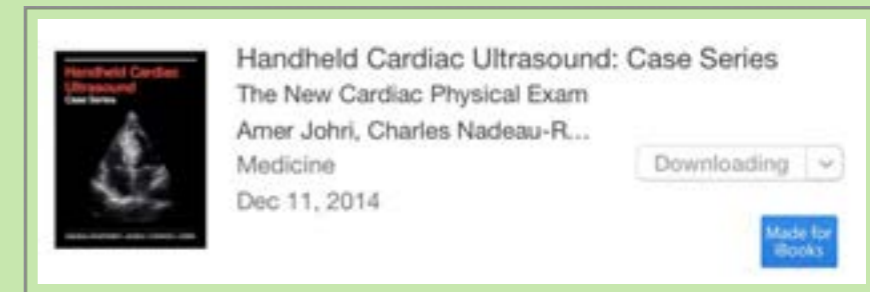 Handheld Cardiac
Ultrasound
Case Series
Handheld Cardiac Ultrasound: Case Series
The New Cardiac Physical Exam
Amer Johri, Charles Nadeau-R...
Medicine
Downloading
Dec 11, 2014
Made for
iBooks